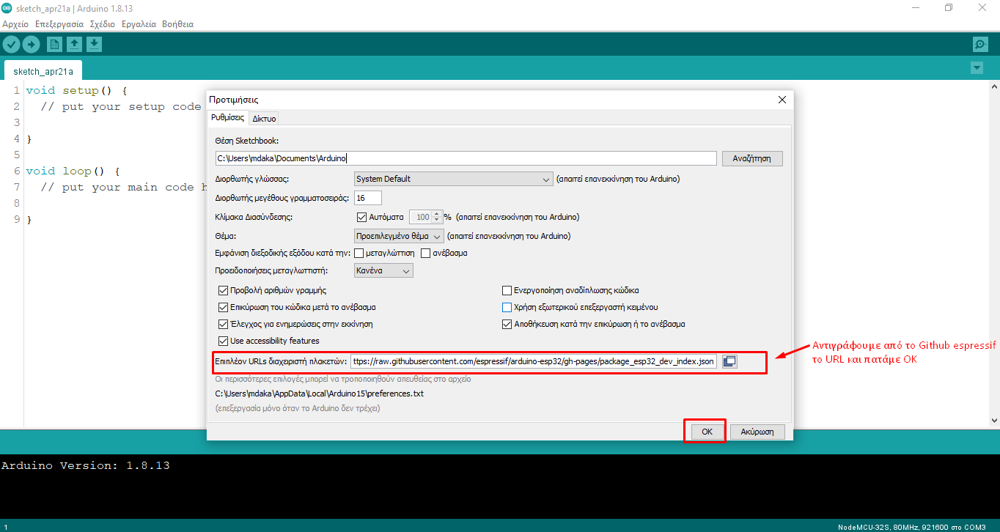 sketch_apr21a | Arduino 1.8.13
Αρχείο Επεξεργασία Σχέδιο Εργαλεία Βοήθεια
sketch_apr21a
1 void setup() {
2 // put your setup code
3
4 }
5
6 void loop() {
7 // put your main code h
8
9 }
Προτιμήσεις
Ρυθμίσεις Δίκτυο
Θέση Sketchbook:
C:\Users\mdaka\Documents\Arduino Αναζήτηση
Διορθωτής γλώσσας: System Default (απαιτεί επανεκκίνηση του Arduino)
Διορθωτής μεγέθους γραμματοσειράς: 16
Κλίμακα Διασύνδεσης: Αυτόματα 100 % (απαιτεί επανεκκίνηση του Arduino)
Θέμα: Προεπιλεγμένο θέμα (απαιτεί επανεκκίνηση του Arduino)
Εμφάνιση διεξοδικής εξόδου κατά την: μεταγλώττιση ανέβασμα
Προειδοποιήσεις μεταγλωττιστή: Κανένα
Προβολή αριθμών γραμμής Ενεργοποίηση αναδίπλωσης κώδικα
Επικύρωση του κώδικα μετά το ανέβασμα Χρήση εξωτερικού επεξεργαστή κειμένου
Έλεγχος για ενημερώσεις στην εκκίνηση Αποθήκευση κατά την επικύρωση ή το ανέβασμα
Use accessibility features
Επιπλέον URLs διαχειριστή πλακετών: ttps://raw.githubusercontent.com/espressif/arduino-esp32/gh-pages/package_esp32_dev_index.json
Αντιγράφουμε από το Github espressif
το URL και πατάμε ΟΚ
Οι περισσότερες επιλογές μπορεί να τροποποιηθούν απευθείας στο αρχείο
C:\Users\mdaka\AppData\Local\Arduino15\preferences.txt
(επεξεργασία μόνο όταν το Arduino δεν τρέχει)
OK Ακύρωση
Arduino Version: 1.8.13
1 NodeMCU-32S, 80MHz, 921600 στο COM3